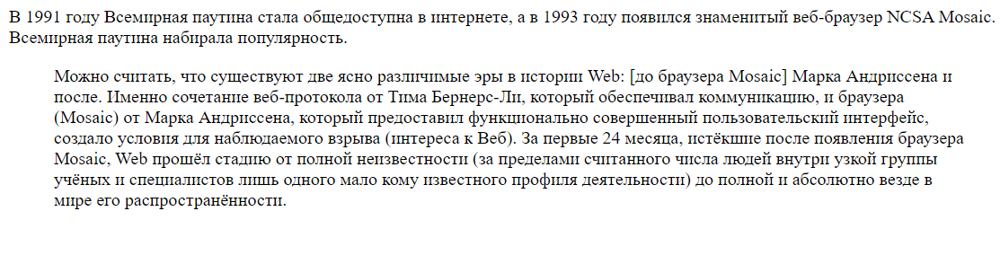 В 1991 году Всемирная паутина стала общедоступна в интернете, а в 1993 году появился знаменитый веб-браузер NCSA Mosaic.
Всемирная паутина набирала популярность.
Можно считать, что существуют две ясно различимые эры в истории Web: [до браузера Mosaic] Марка Андриссена и
после. Именно сочетание веб-протокола от Тима Бернерс-Ли, который обеспечивал коммуникацию, и браузера
(Mosaic) от Марка Андриссена, который предоставил функционально совершенный пользовательский интерфейс,
создало условия для наблюдаемого взрыва (интереса к Веб). За первые 24 месяца, истёкшие после появления браузера
Mosaic, Web прошёл стадию от полной неизвестности (за пределами считанного числа людей внутри узкой группы
учёных и специалистов лишь одного мало кому известного профиля деятельности) до полной и абсолютно везде в
мире его распространённости.